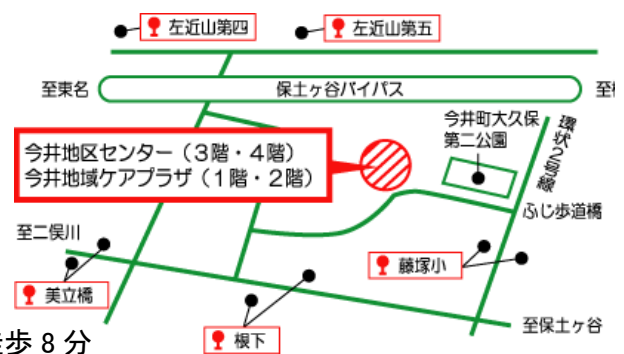 左近山第四
左近山第五
至東名
保土ヶ谷バイパス
至
今井町大久保
第二公園
環状2号線
今井地区センター（3階・4階）
今井地域ケアプラザ（1階・2階）
ふじ歩道橋
至二俣川
藤塚小
美立橋
至保土ヶ谷
根下
歩 8 分